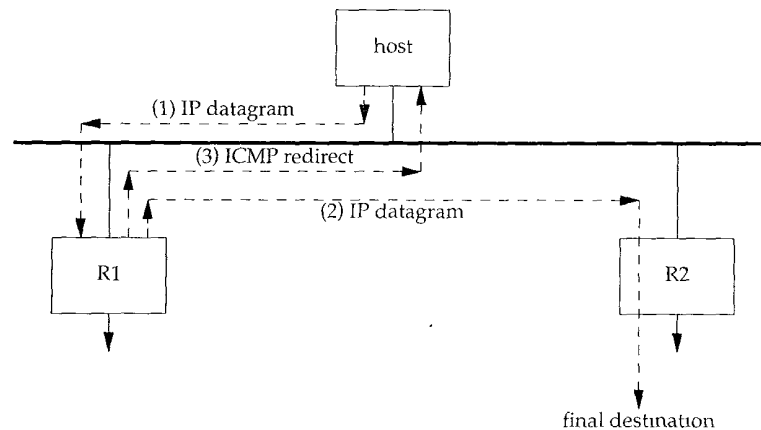 host
(1) IP datagram
(3) ICMP redirect
(2) IP datagram
R1
R2
final destination